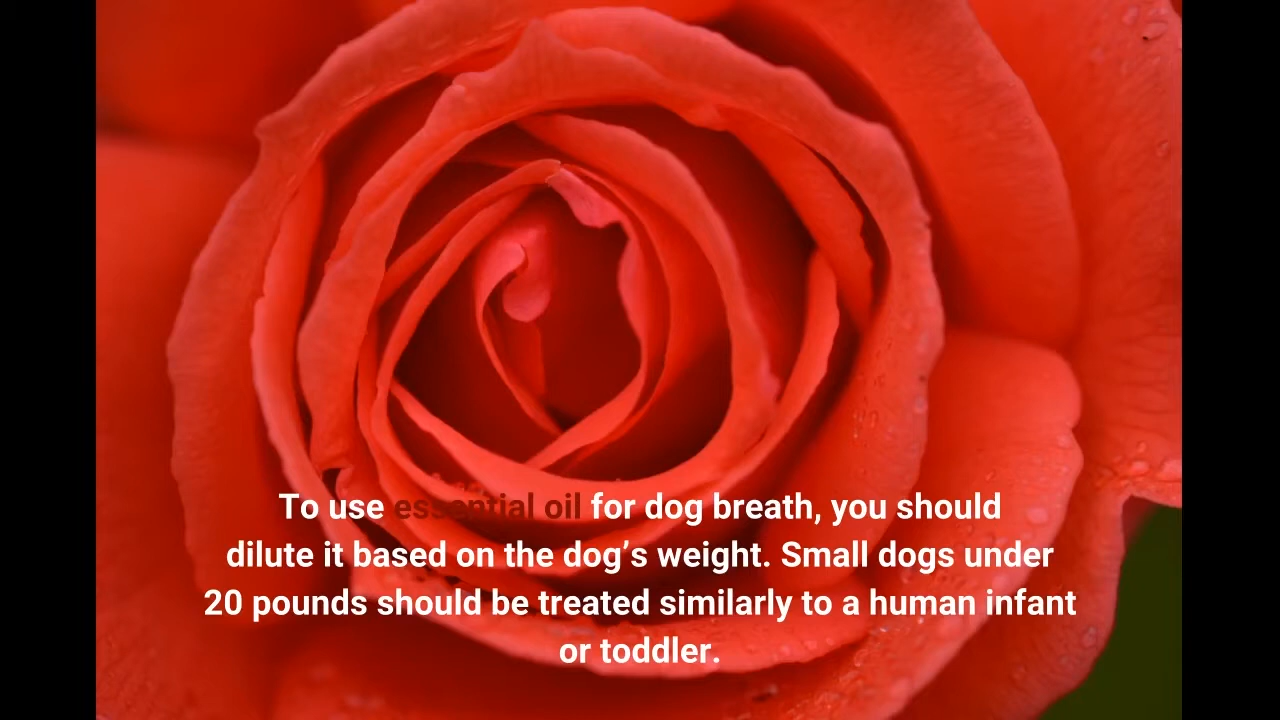 To use essential oil for dog breath, you should
dilute it based on the dog’s weight. Small dogs under
20 pounds should be treated similarly to a human infant
or toddler.